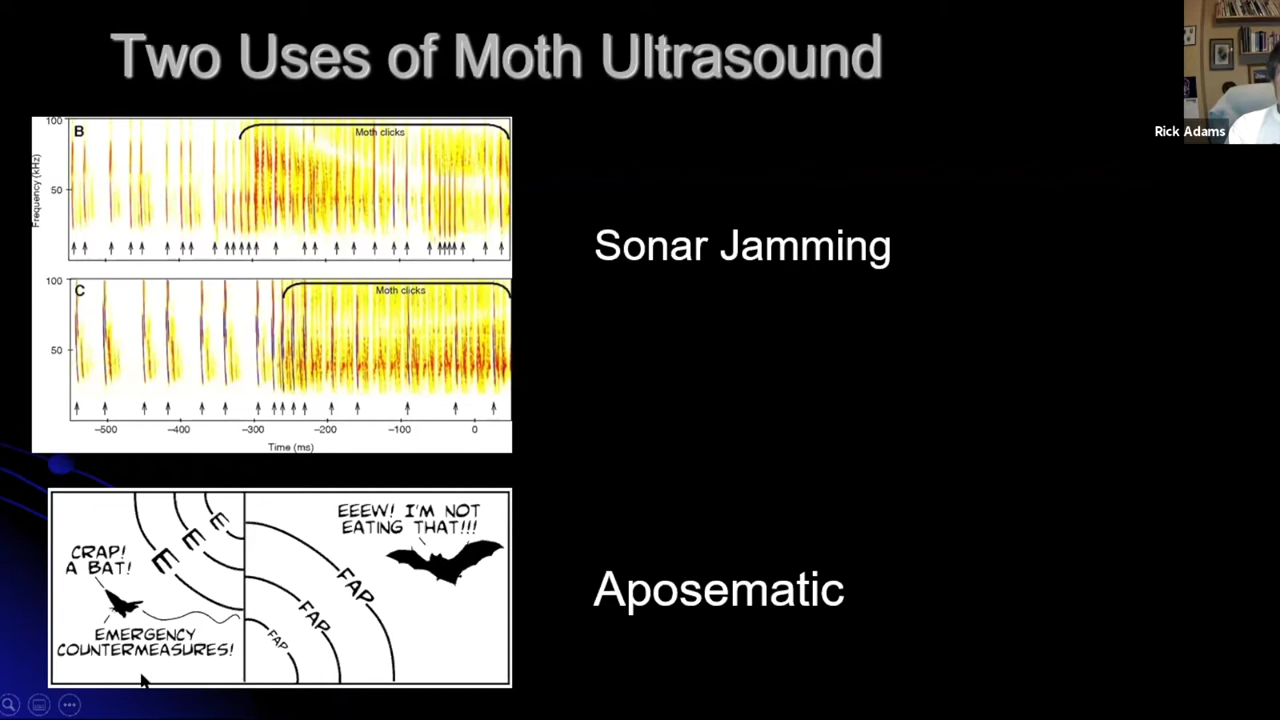 Two Uses of Moth Ultrasound
Rick Adams
100
B
Moth clicks
Frequency (kHz)
50
Sonar Jamming
100
C
Moth clicks
50
–500
–400
–300
–200
–100
0
Time (ms)
CRAP!
A BAT!
EMERGENCY
COUNTERMEASURES!
E
E
E
EEEW! I'M NOT
EATING THAT!!!
FAP
FAP
FAP
Aposematic